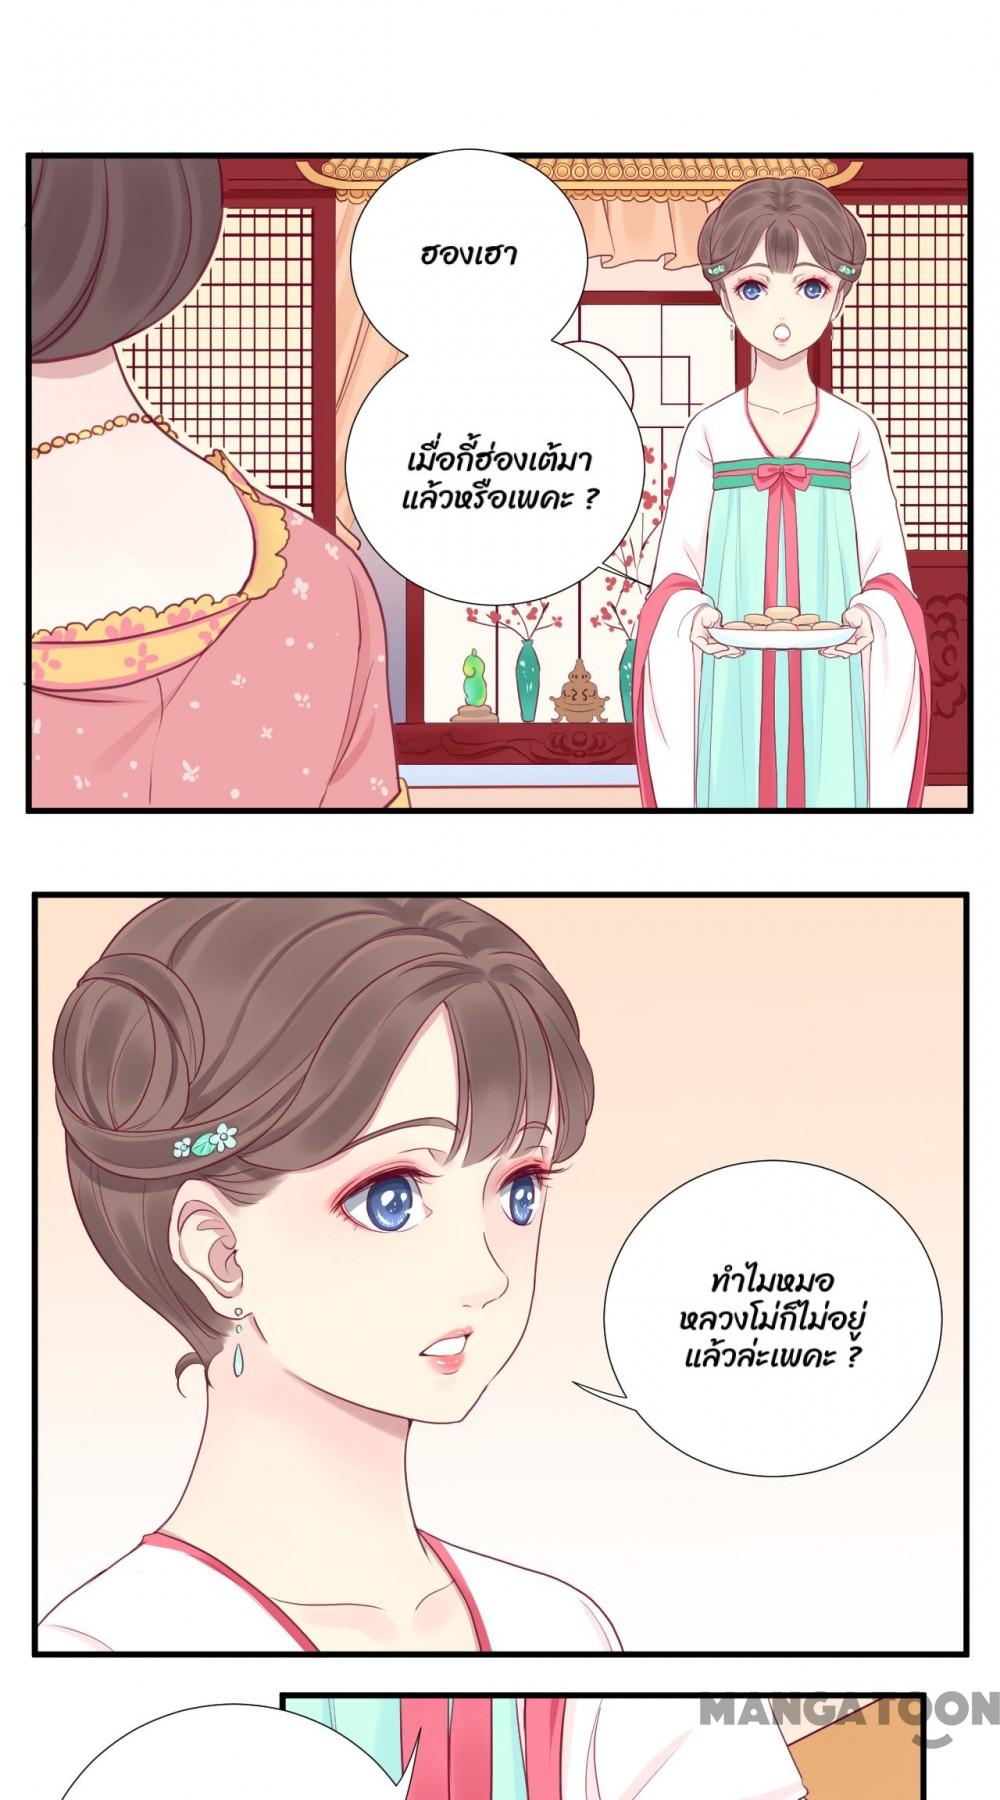 ฮองเฮา
เมื่อกี้ฮ่องเต้มา
แล้วหรือเพคะ ?
ทำไมหมอ
หลวงโม่ก็ไม่อยู่
แล้วล่ะเพคะ ?
MANGATOON